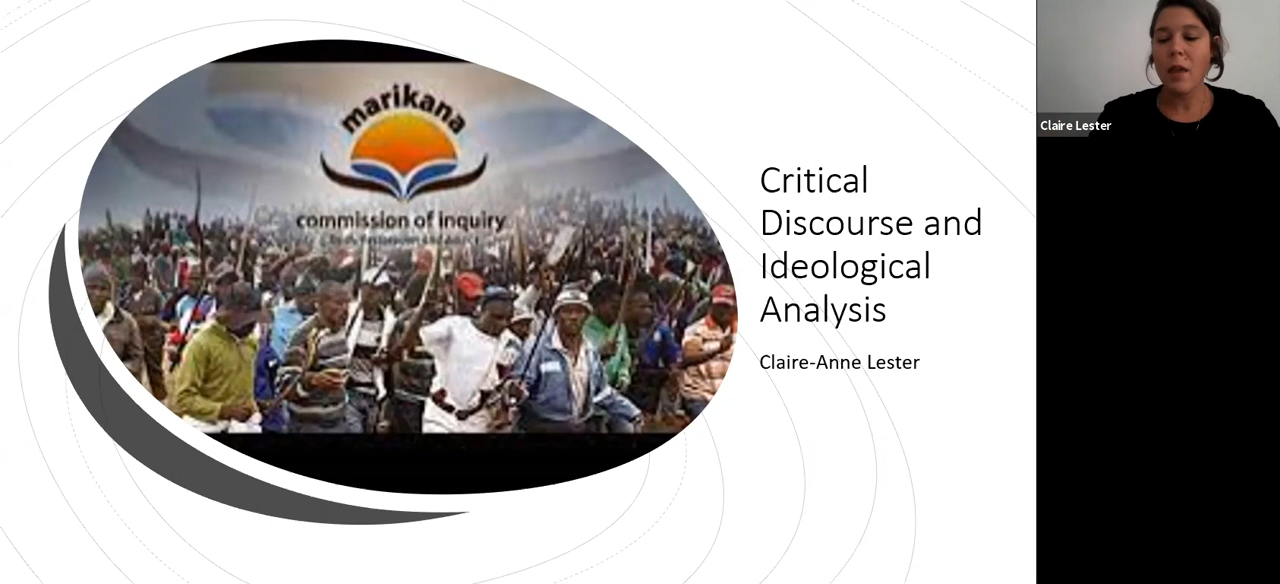 marikana
commission of inquiry
Critical
Discourse and
Ideological
Analysis
Claire-Anne Lester
Claire Lester